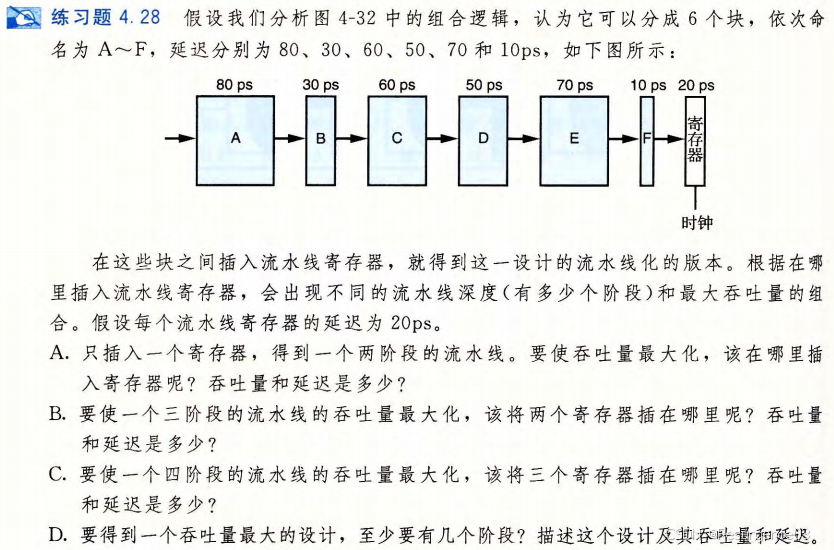 练习题 4.28 假设我们分析图 4-32 中的组合逻辑，认为它可以分成 6 个块，依次命
名为 A～F，延迟分别为 80、30、60、50、70 和 10ps，如下图所示：
80 ps 30 ps 60 ps 50 ps 70 ps 10 ps 20 ps
A B C D E F 寄存器
时钟
在这些块之间插入流水线寄存器，就得到这一设计的流水线化的版本。根据在哪
里插入流水线寄存器，会出现不同的流水线深度(有多少个阶段)和最大吞吐量的组
合。假设每个流水线寄存器的延迟为 20ps。
A. 只插入一个寄存器，得到一个两阶段的流水线。要使吞吐量最大化，该在哪里插
入寄存器呢？吞吐量和延迟是多少？
B. 要使一个三阶段的流水线的吞吐量最大化，该将两个寄存器插在哪里呢？吞吐量
和延迟是多少？
C. 要使一个四阶段的流水线的吞吐量最大化，该将三个寄存器插在哪里呢？吞吐量
和延迟是多少？
D. 要得到一个吞吐量最大的设计，至少要有几个阶段？描述这个设计及其吞吐量和延迟。